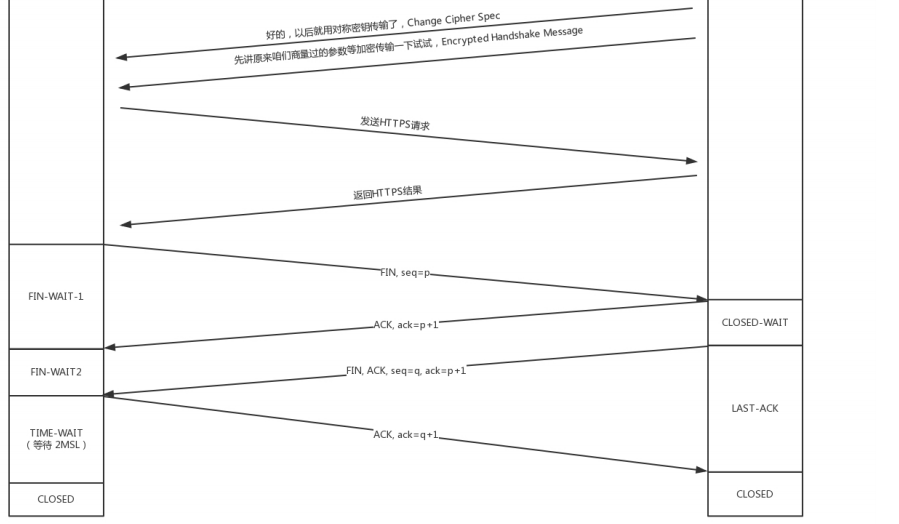 好的，以后就用对称密钥传输了，Change Cipher Spec
先讲原来咱们商量过的参数等加密传输一下试试，Encrypted Handshake Message
发送HTTPS请求
返回HTTPS结果
FIN, seq=p
FIN-WAIT-1
ACK, ack=p+1
CLOSED-WAIT
FIN-WAIT2
FIN, ACK, seq=q, ack=p+1
LAST-ACK
TIME-WAIT
（等待 2MSL）
ACK, ack=q+1
CLOSED
CLOSED